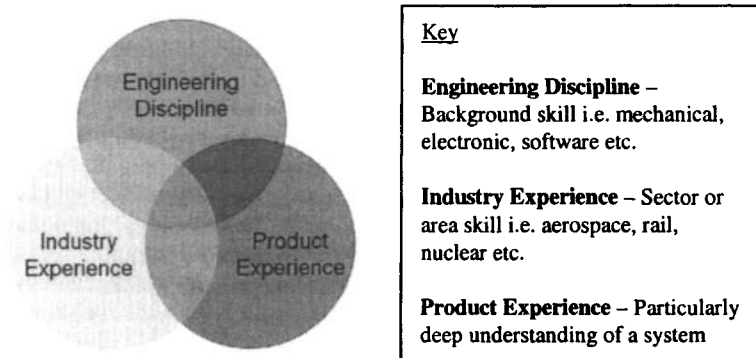 Engineering
Discipline
Industry
Experience
Product
Experience
Key
Engineering Discipline –
Background skill i.e. mechanical,
electronic, software etc.
Industry Experience – Sector or
area skill i.e. aerospace, rail,
nuclear etc.
Product Experience – Particularly
deep understanding of a system